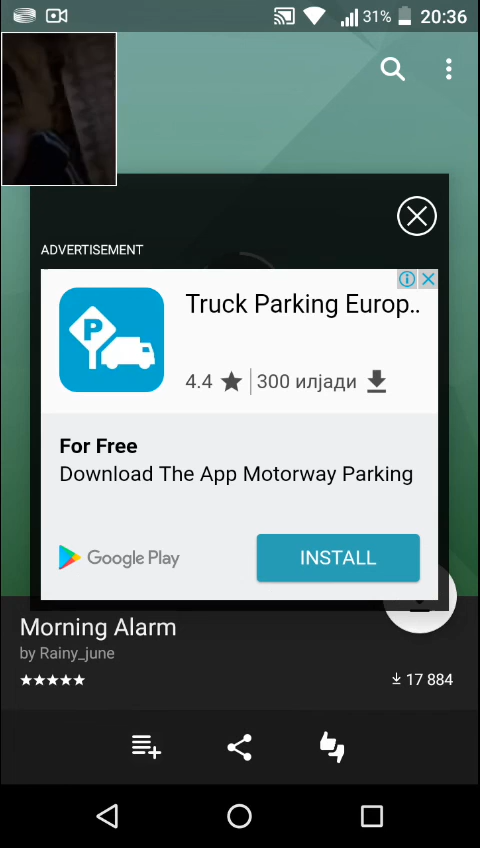 31% 20:36
ADVERTISEMENT
Truck Parking Europ..
4.4 ★ | 300 илјади
For Free
Download The App Motorway Parking
Google Play
INSTALL
Morning Alarm
by Rainy_june
★★★★★ 17 884